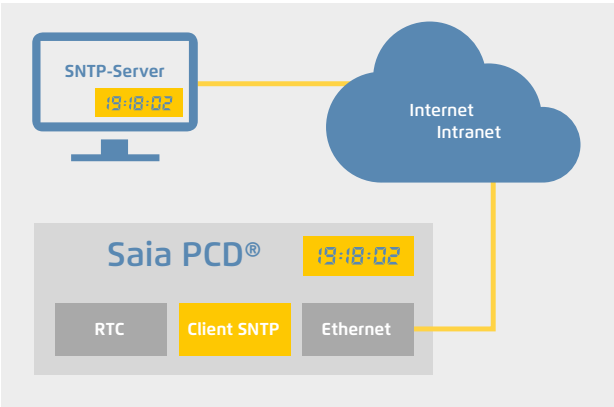 SNTP-Server
19:18:02
Internet
Intranet
Saia PCD®
19:18:02
RTC
Client SNTP
Ethernet